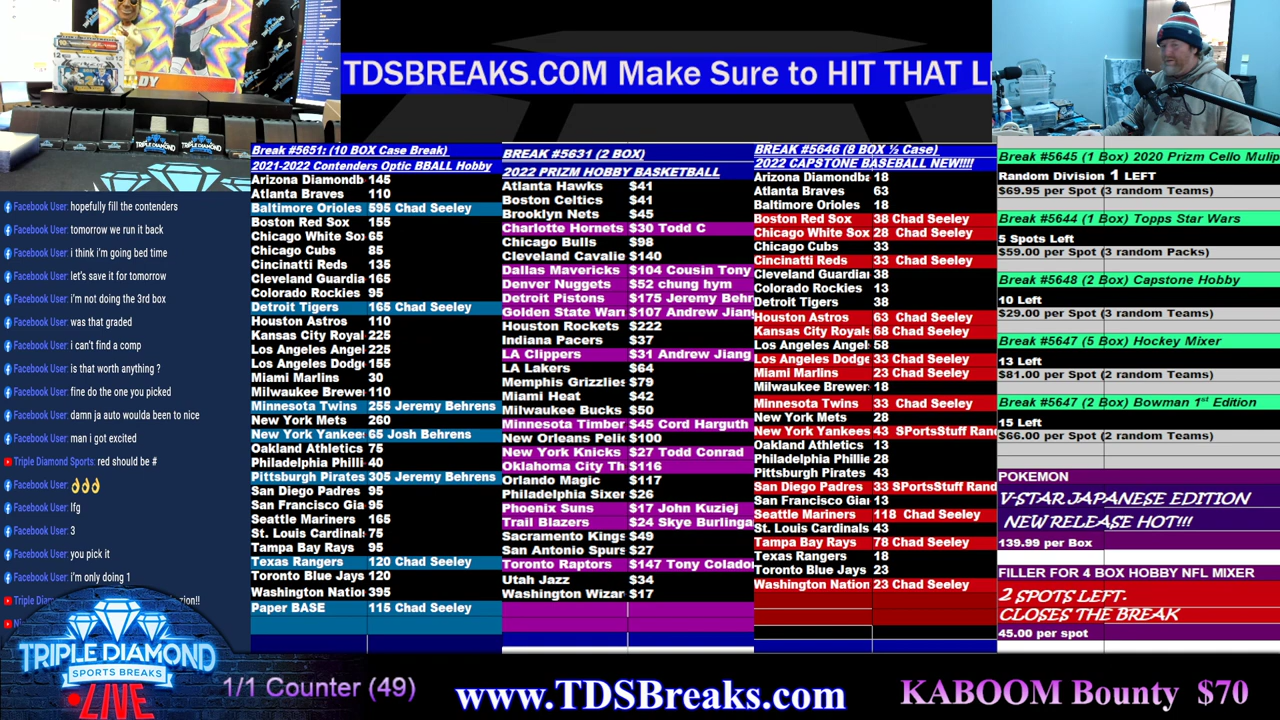 TDSBREAKS.COM Make Sure to HIT THAT L
DY
Facebook User: hopefully fill the contenders
Facebook User: tomorrow we run it back
Facebook User: i think i'm going bed time
Facebook User: let's save it for tomorrow
Facebook User: i'm not doing the 3rd box
Facebook User: was that graded
Facebook User: i can't find a comp
Facebook User: is that worth anything ?
Facebook User: fine do the one you picked
Facebook User: damn ja auto woulda been to nice
Facebook User: man i got excited
Triple Diamond Sports: red should be #
Facebook User: 👌👌👌
Facebook User: lfg
Facebook User: 3
Facebook User: you pick it
Facebook User: i'm only doing 1
TRIPLE DIAMOND
SPORTS BREAKS
LIVE
Break #5651: (10 BOX Case Break)
2021-2022 Contenders Optic BBALL Hobby
Arizona Diamondb 145
Atlanta Braves 110
Baltimore Orioles 595 Chad Seeley
Boston Red Sox 155
Chicago White Sox 65
Chicago Cubs 85
Cincinatti Reds 135
Cleveland Guardian 165
Colorado Rockies 95
Detroit Tigers 165 Chad Seeley
Houston Astros 110
Kansas City Royal 225
Los Angeles Angel 225
Los Angeles Dodge 155
Miami Marlins 30
Milwaukee Brewer 110
Minnesota Twins 255 Jeremy Behrens
New York Mets 260
New York Yankee 65 Josh Behrens
Oakland Athletics 75
Philadelphia Philli 40
Pittsburgh Pirates 305 Jeremy Behrens
San Diego Padres 95
San Francisco Gia 95
Seattle Mariners 165
St. Louis Cardinal 75
Tampa Bay Rays 95
Texas Rangers 120 Chad Seeley
Toronto Blue Jays 120
Washington Natio 395
Paper BASE 115 Chad Seeley
BREAK #5631 (2 BOX)
2022 PRIZM HOBBY BASKETBALL
Atlanta Hawks $41
Boston Celtics $41
Brooklyn Nets $45
Charlotte Hornets $30 Todd C
Chicago Bulls $98
Cleveland Cavalie $140
Dallas Mavericks $104 Cousin Tony
Denver Nuggets $52 chung hym
Detroit Pistons $175 Jeremy Behr
Golden State Warr $107 Andrew Jiang
Houston Rockets $222
Indiana Pacers $37
LA Clippers $31 Andrew Jiang
LA Lakers $64
Memphis Grizzlies $79
Miami Heat $42
Milwaukee Bucks $50
Minnesota Timber $45 Cord Harguth
New Orleans Pelic $100
New York Knicks $27 Todd Conrad
Oklahoma City Th $116
Orlando Magic $117
Philadelphia Sixer $26
Phoenix Suns $17 John Kuziej
Trail Blazers $24 Skye Burlinga
Sacramento Kings $49
San Antonio Spurs $27
Toronto Raptors $147 Tony Colado
Utah Jazz $34
Washington Wizar $17
BREAK #5646 (8 BOX ½ Case)
2022 CAPSTONE BASEBALL NEW!!!!
Arizona Diamondba 18
Atlanta Braves 63
Baltimore Orioles 18
Boston Red Sox 38 Chad Seeley
Chicago White Sox 28 Chad Seeley
Chicago Cubs 33
Cincinatti Reds 33 Chad Seeley
Cleveland Guardia 38
Colorado Rockies 13
Detroit Tigers 38
Houston Astros 63 Chad Seeley
Kansas City Royals 68 Chad Seeley
Los Angeles Angel 58
Los Angeles Dodge 33 Chad Seeley
Miami Marlins 23 Chad Seeley
Milwaukee Brewer 18
Minnesota Twins 33 Chad Seeley
New York Mets 28
New York Yankees 43 SPortsStuff Rand
Oakland Athletics 13
Philadelphia Phillie 28
Pittsburgh Pirates 43
San Diego Padres 33 SPortsStuff Rand
San Francisco Gian 13
Seattle Mariners 118 Chad Seeley
St. Louis Cardinals 43
Tampa Bay Rays 78 Chad Seeley
Texas Rangers 18
Toronto Blue Jays 23
Washington Nation 23 Chad Seeley
Break #5645 (1 Box) 2020 Prizm Cello Mulip
Random Division 1 LEFT
$69.95 per Spot (3 random Teams)
Break #5644 (1 Box) Topps Star Wars
5 Spots Left
$59.00 per Spot (3 random Packs)
Break #5648 (2 Box) Capstone Hobby
10 Left
$29.00 per Spot (3 random Teams)
Break #5647 (5 Box) Hockey Mixer
13 Left
$81.00 per Spot (2 random Teams)
Break #5647 (2 Box) Bowman 1st Edition
15 Left
$66.00 per Spot (2 random Teams)
POKEMON
V-STAR JAPANESE EDITION
NEW RELEASE HOT!!!
139.99 per Box
FILLER FOR 4 BOX HOBBY NFL MIXER
2 SPOTS LEFT.
CLOSES THE BREAK
45.00 per spot
1/1 Counter (49)
www.TDSBreaks.com
KABOOM Bounty $70